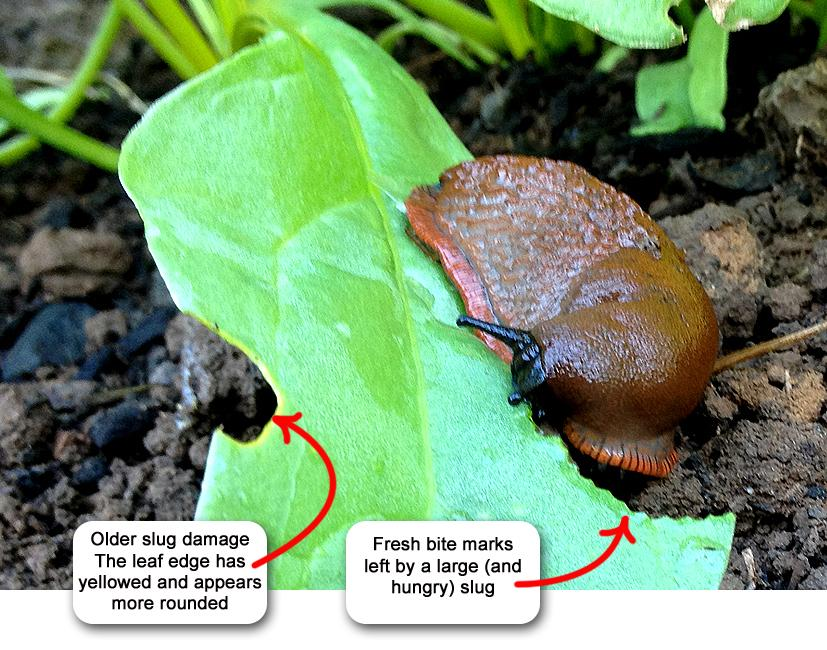 Older slug damage
The leaf edge has
yellowed and appears
more rounded
Fresh bite marks
left by a large (and
hungry) slug